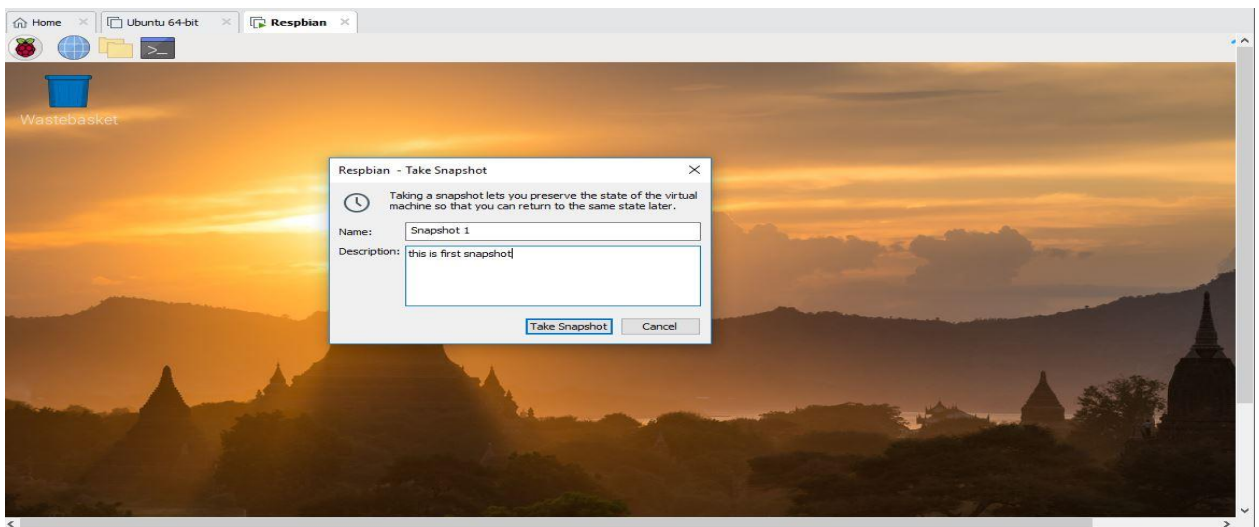 Home Ubuntu 64-bit Respbian
>_
Wastebasket
Respbian - Take Snapshot
Taking a snapshot lets you preserve the state of the virtual
machine so that you can return to the same state later.
Name: Snapshot 1
Description: this is first snapshot
Take Snapshot Cancel